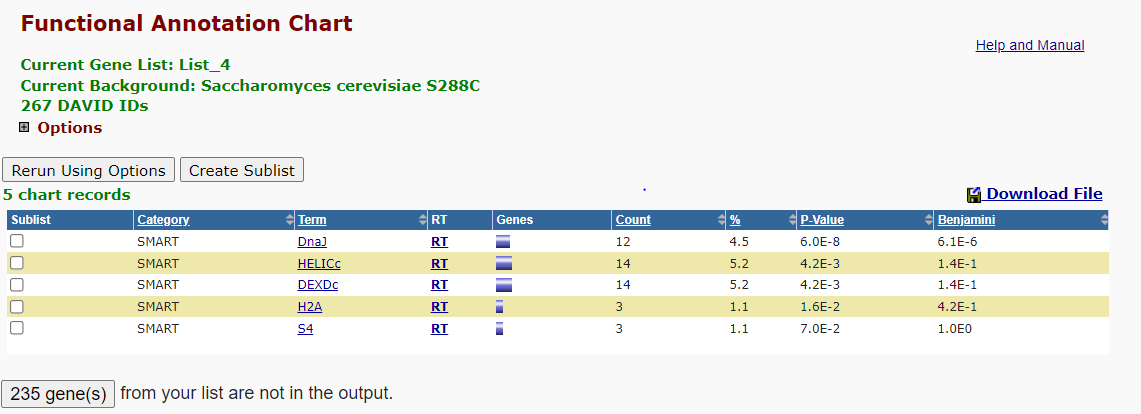 Functional Annotation Chart
Help and Manual
Current Gene List: List_4
Current Background: Saccharomyces cerevisiae S288C
267 DAVID IDs
Options
Rerun Using Options Create Sublist
5 chart records Download File
Sublist Category Term RT Genes Count % P-Value Benjamini
SMART DnaJ RT 12 4.5 6.0E-8 6.1E-6
SMART HELICc RT 14 5.2 4.2E-3 1.4E-1
SMART DEXDc RT 14 5.2 4.2E-3 1.4E-1
SMART H2A RT 3 1.1 1.6E-2 4.2E-1
SMART S4 RT 3 1.1 7.0E-2 1.0E0
235 gene(s) from your list are not in the output.